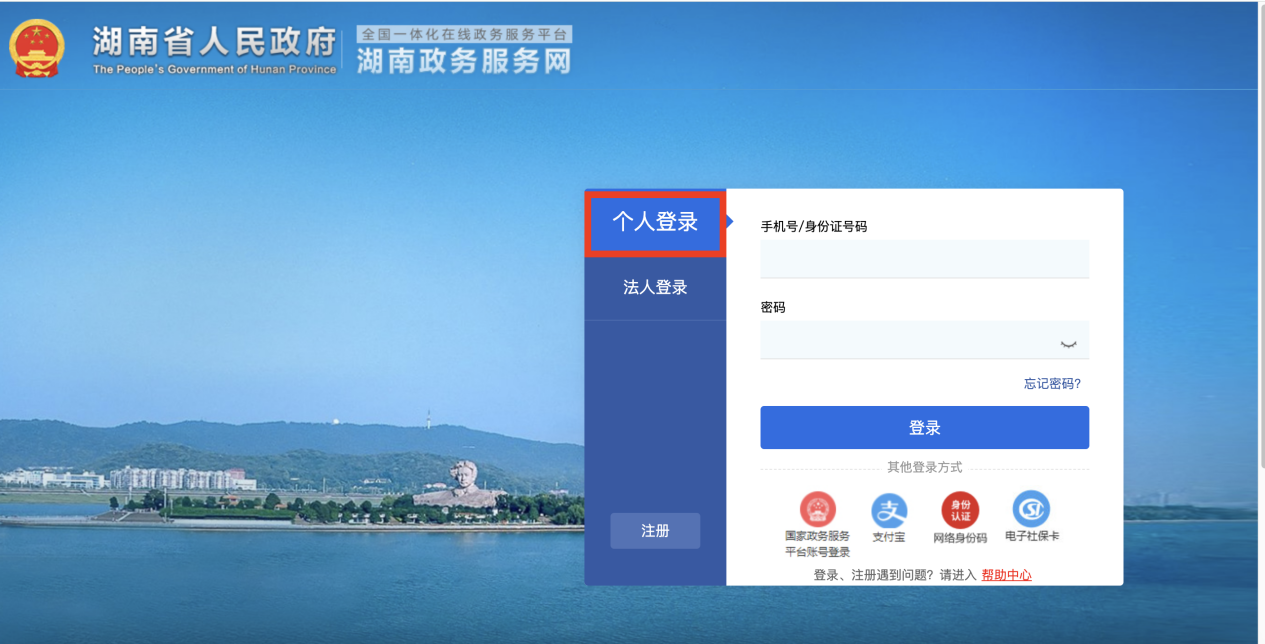 湖南省人民政府
The People's Government of Hunan Province
全国一体化在线政务服务平台
湖南政务服务网
个人登录
法人登录
注册
手机号/身份证号码
密码
忘记密码?
登录
其他登录方式
国家政务服务
平台账号登录
支付宝
身份
认证
网络身份码
电子社保卡
登录、注册遇到问题? 请进入 帮助中心